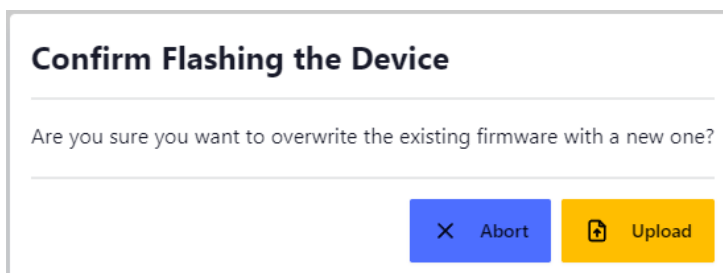 Confirm Flashing the Device
Are you sure you want to overwrite the existing firmware with a new one?
Abort
Upload